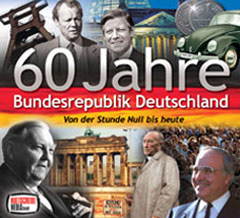 60 Jahre
Bundesrepublik Deutschland
Von der Stunde Null bis heute